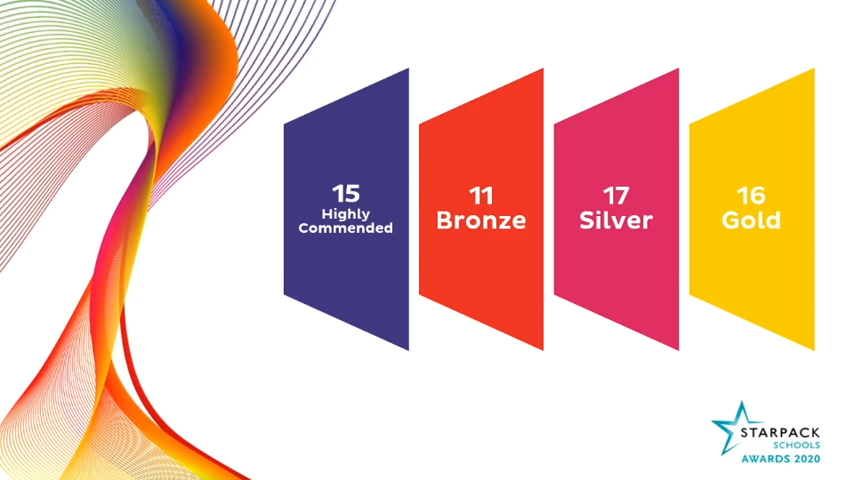 15
Highly
Commended
11
Bronze
17
Silver
16
Gold
STARPACK
SCHOOLS
AWARDS 2020